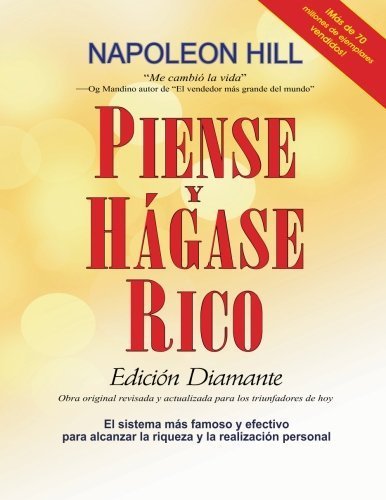 NAPOLEON HILL
¡Más de 70
millones de ejemplares
vendidos!
“Me cambió la vida”
—Og Mandino autor de “El vendedor más grande del mundo”
PIENSE
Y
HÁGASE
RICO
Edición Diamante
Obra original revisada y actualizada para los triunfadores de hoy
El sistema más famoso y efectivo
para alcanzar la riqueza y la realización personal